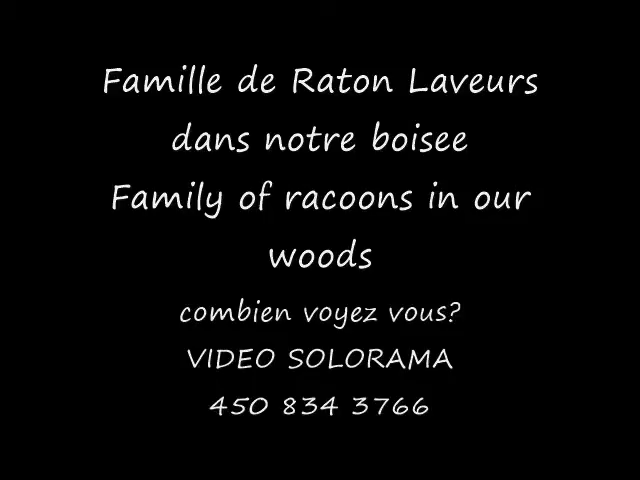 Famille de Raton Laveurs
dans notre boisee
Family of racoons in our
woods
combien voyez vous?
VIDEO SOLORAMA
450 834 3766